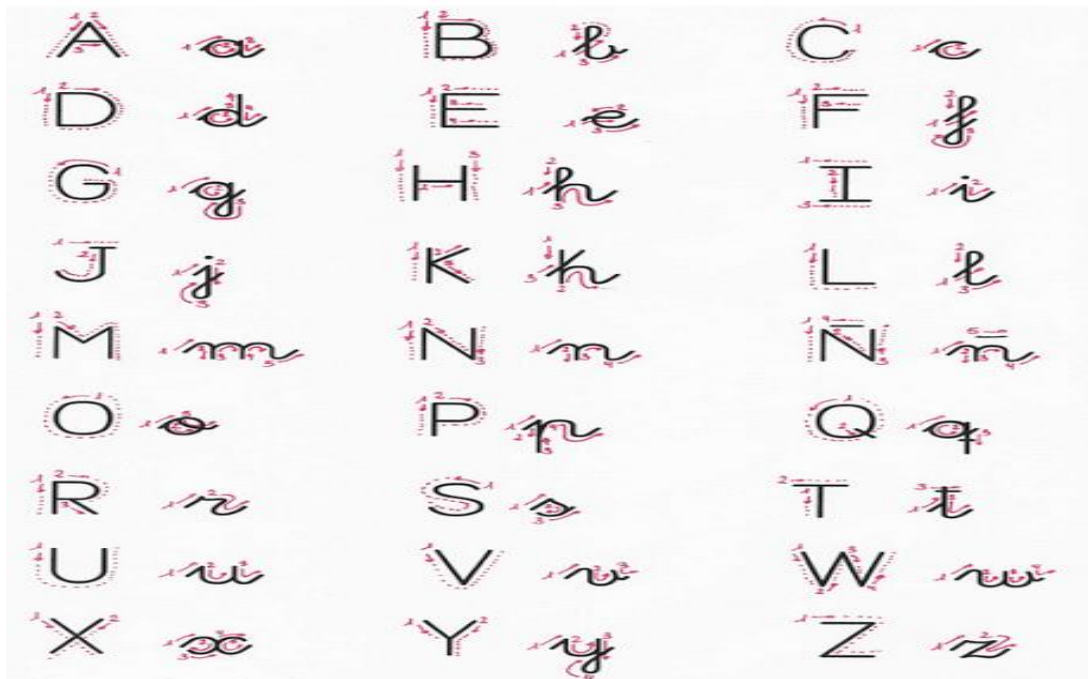 A a B b C c
D d E e F f
G g H h I i
J j K k L l
M m N n Ñ ñ
O o P p Q q
R r S s T t
U u V v W w
X x Y y Z z